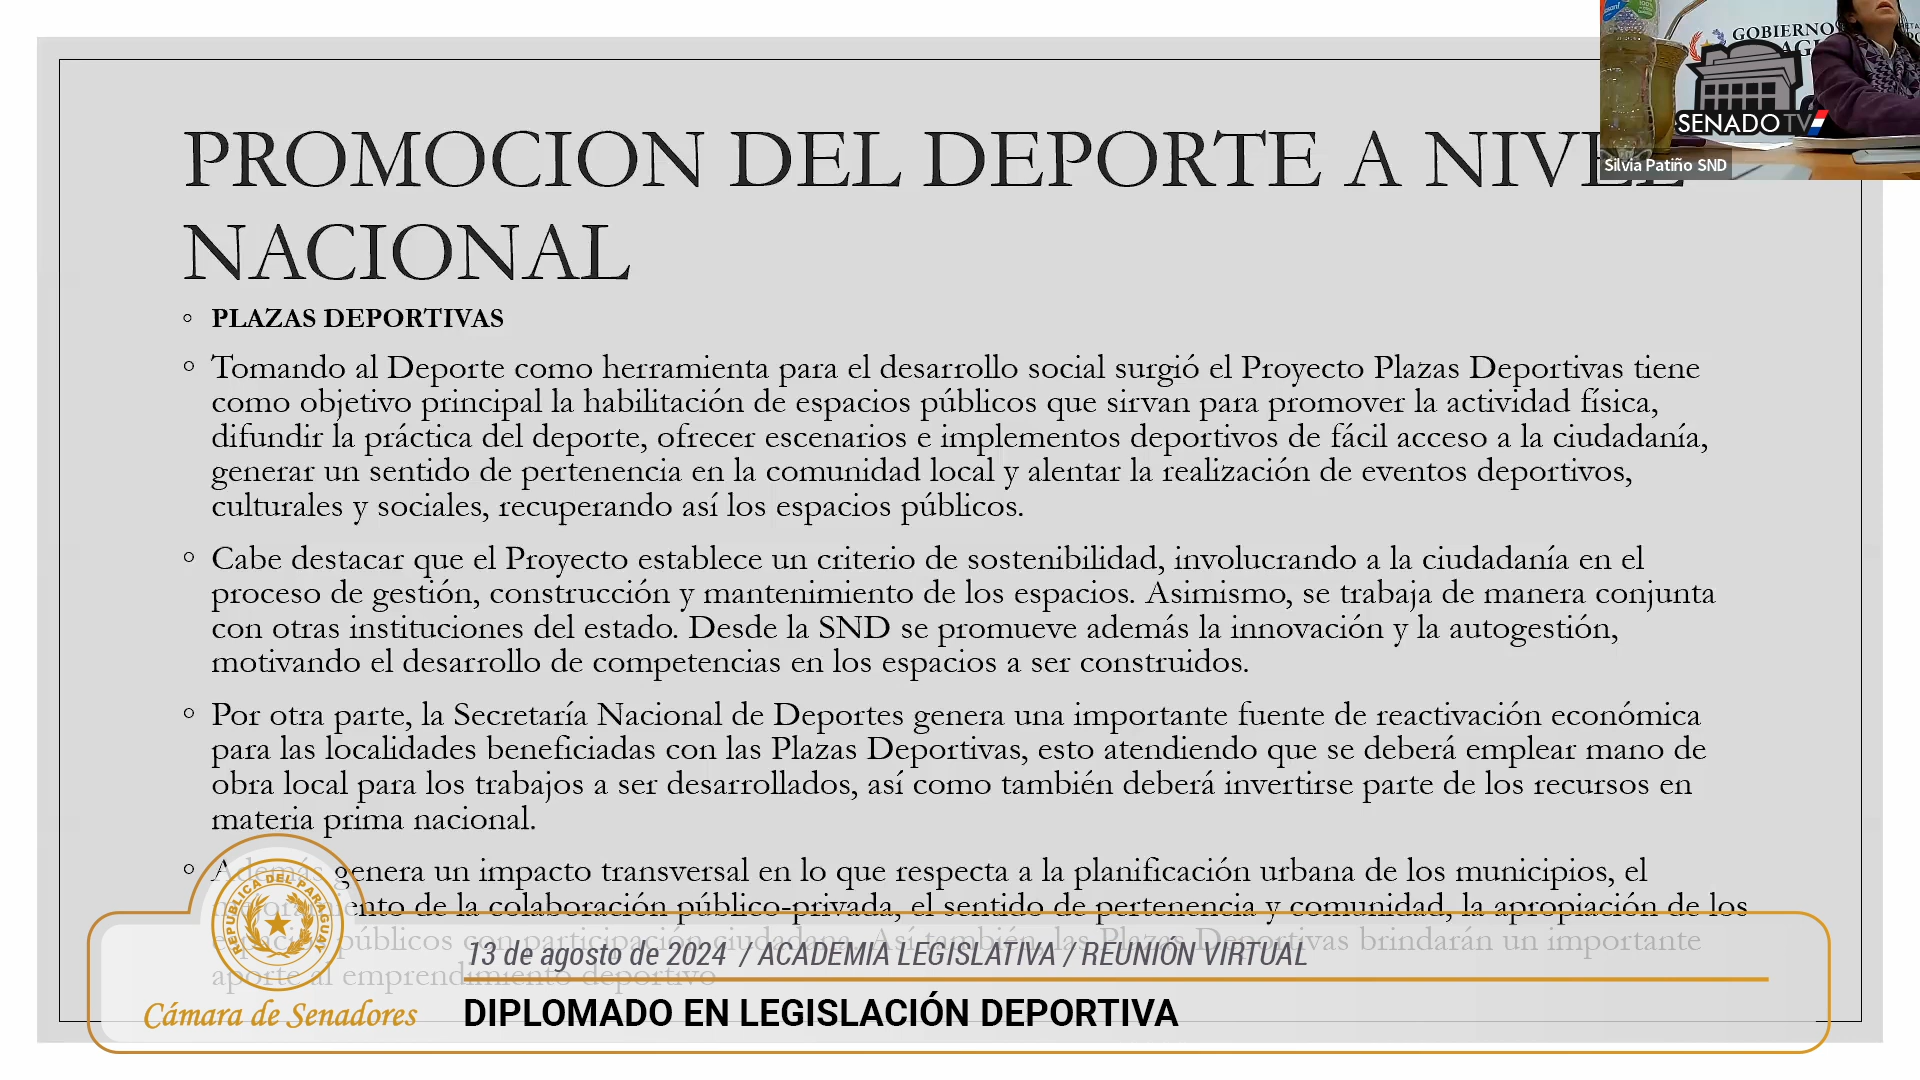 PROMOCION DEL DEPORTE A NIVEL
NACIONAL
◦ PLAZAS DEPORTIVAS
◦ Tomando al Deporte como herramienta para el desarrollo social surgió el Proyecto Plazas Deportivas tiene
como objetivo principal la habilitación de espacios públicos que sirvan para promover la actividad física,
difundir la práctica del deporte, ofrecer escenarios e implementos deportivos de fácil acceso a la ciudadanía,
generar un sentido de pertenencia en la comunidad local y alentar la realización de eventos deportivos,
culturales y sociales, recuperando así los espacios públicos.
◦ Cabe destacar que el Proyecto establece un criterio de sostenibilidad, involucrando a la ciudadanía en el
proceso de gestión, construcción y mantenimiento de los espacios. Asimismo, se trabaja de manera conjunta
con otras instituciones del estado. Desde la SND se promueve además la innovación y la autogestión,
motivando el desarrollo de competencias en los espacios a ser construidos.
◦ Por otra parte, la Secretaría Nacional de Deportes genera una importante fuente de reactivación económica
para las localidades beneficiadas con las Plazas Deportivas, esto atendiendo que se deberá emplear mano de
obra local para los trabajos a ser desarrollados, así como también deberá invertirse parte de los recursos en
materia prima nacional.
◦ Además genera un impacto transversal en lo que respecta a la planificación urbana de los municipios, el
de la colaboración público-privada, el sentido de pertenencia y comunidad, la apropiación de los
públicos con participación ciudadana. Así también, las Plazas Deportivas brindarán un importante
aporte al emprendimiento deportivo
GOBIERNO
SENADO TV
Silvia Patiño SND
REPUBLICA DEL PARAGUAY
Cámara de Senadores
13 de agosto de 2024 / ACADEMIA LEGISLATIVA / REUNIÓN VIRTUAL
DIPLOMADO EN LEGISLACIÓN DEPORTIVA